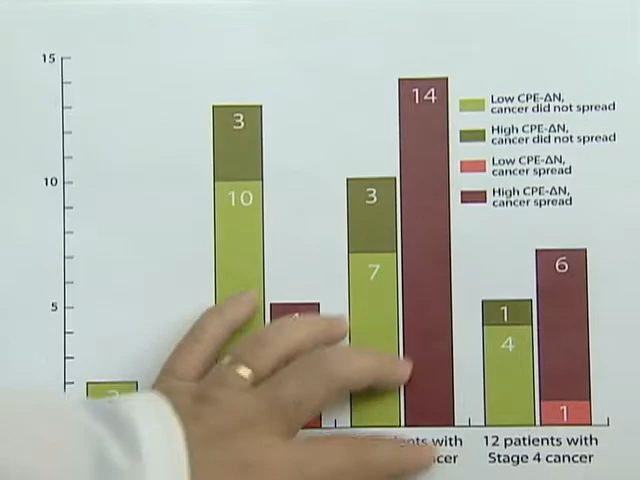 15
14
Low CPE-ΔN,
cancer did not spread
3
High CPE-ΔN,
cancer did not spread
Low CPE-ΔN,
cancer spread
10
10
3
High CPE-ΔN,
cancer spread
7
6
5
1
4
1
with
12 patients with
Stage 4 cancer